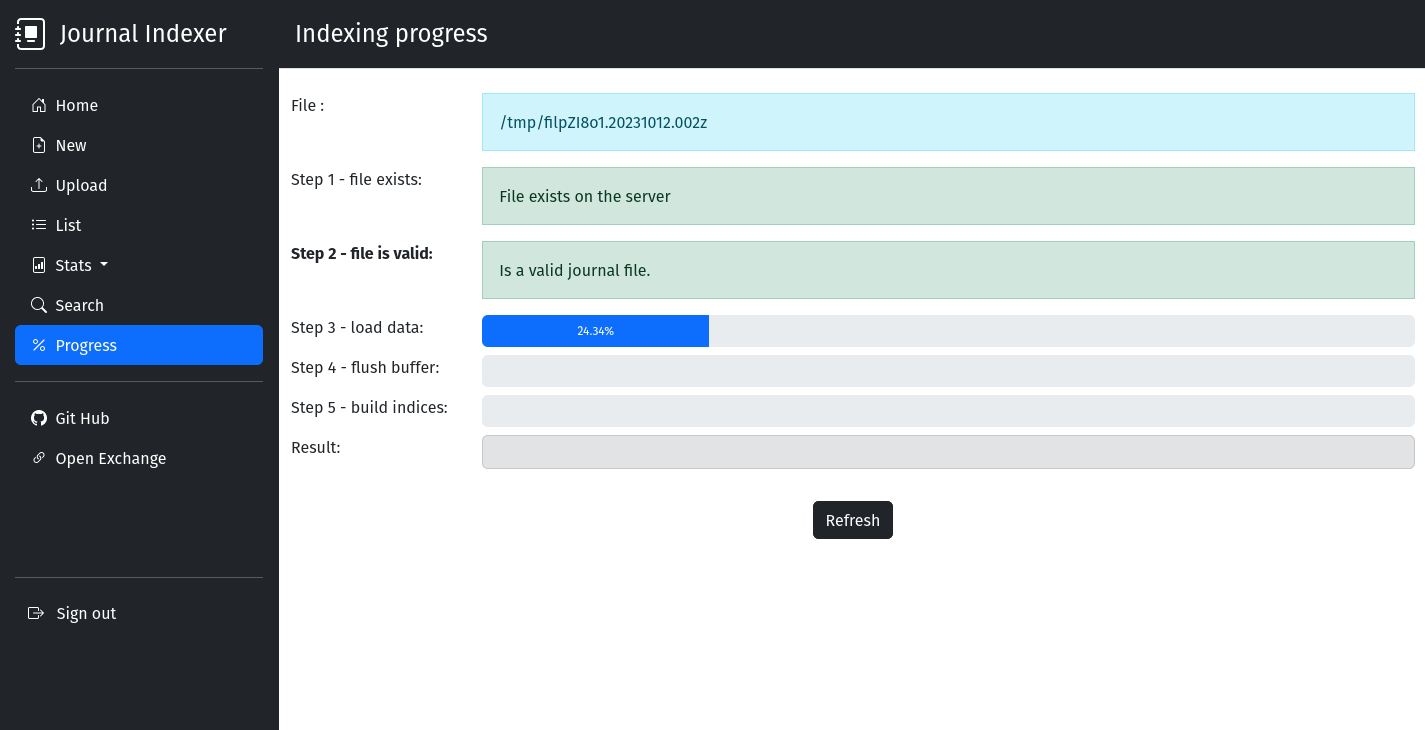 Journal Indexer
Indexing progress
Home
New
Upload
List
Stats
Search
Progress
Git Hub
Open Exchange
Sign out
File :
/tmp/filpZI8o1.20231012.002z
Step 1 - file exists:
File exists on the server
Step 2 - file is valid:
Is a valid journal file.
Step 3 - load data:
24.34%
Step 4 - flush buffer:
Step 5 - build indices:
Result:
Refresh